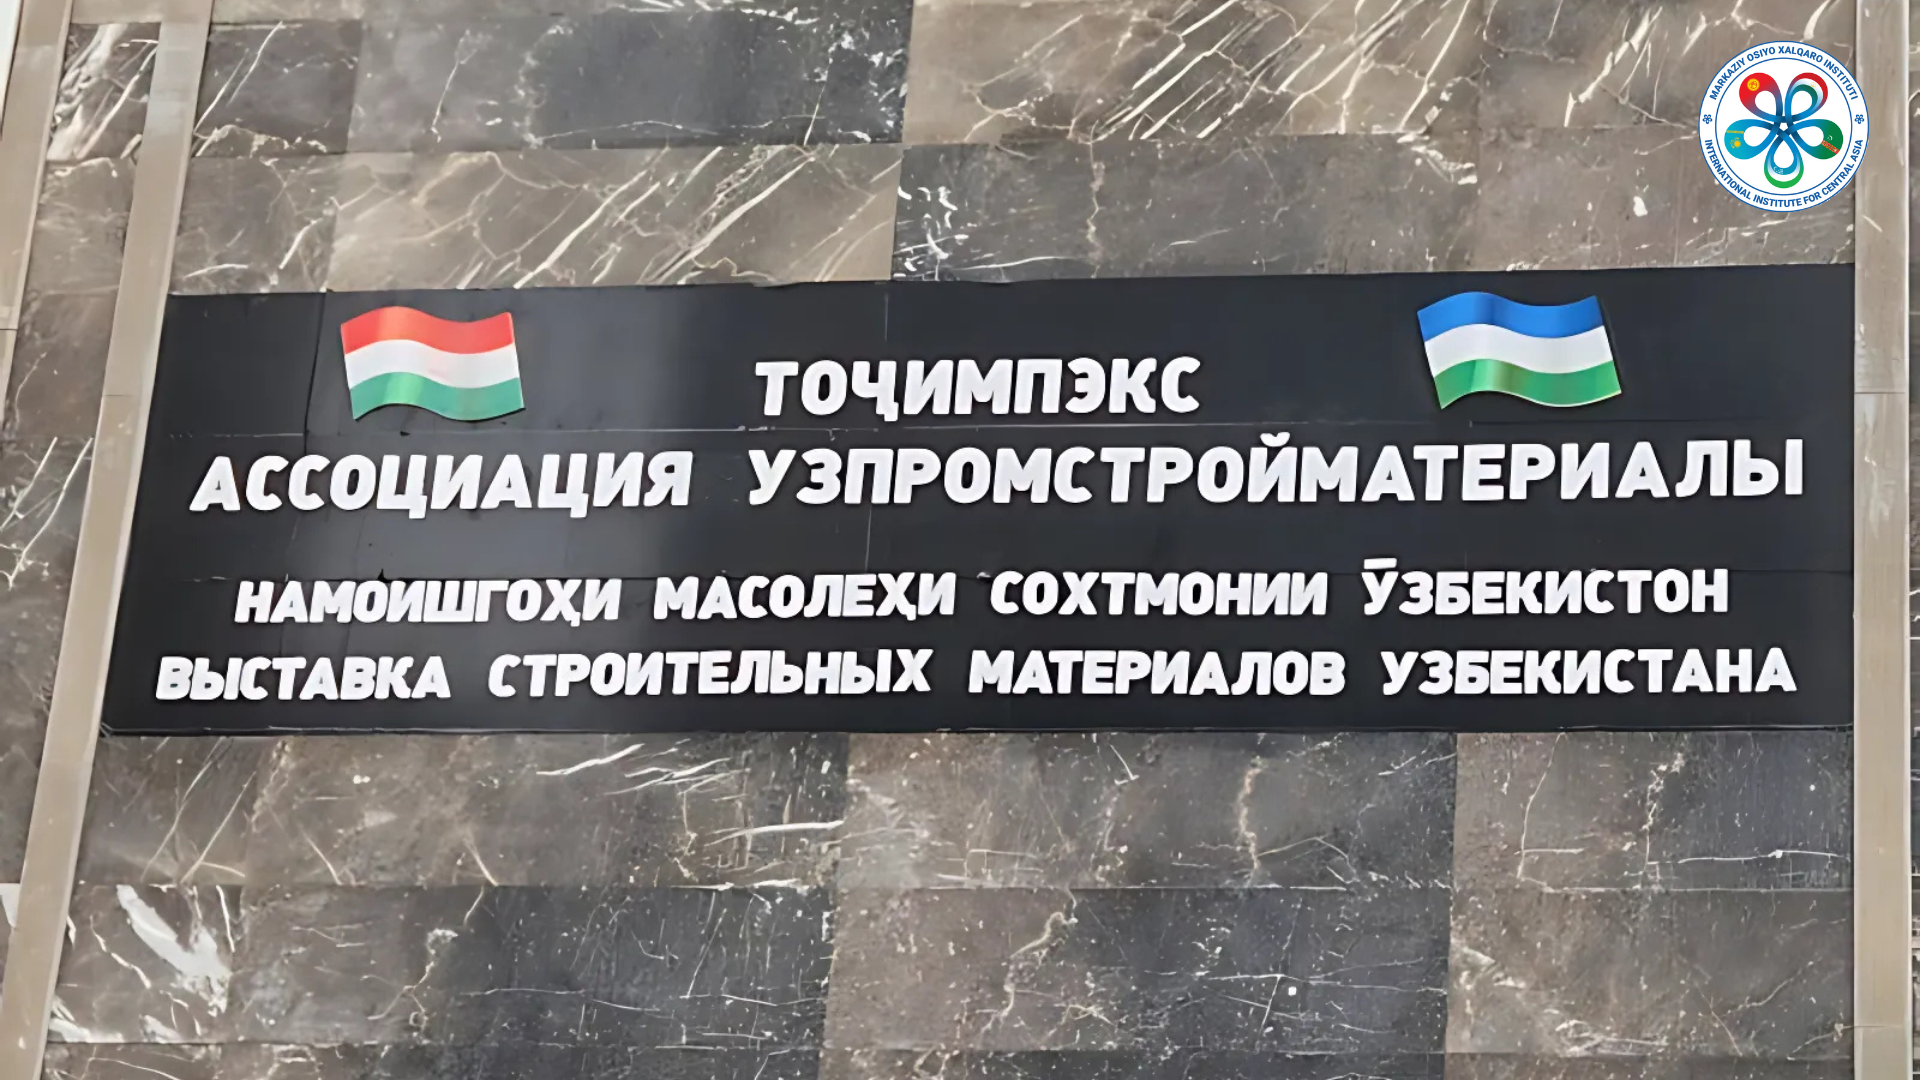 MARKAZIY OSIYO XALQARO INSTITUTI
INTERNATIONAL INSTITUTE FOR CENTRAL ASIA
ТОҶИМПЭКС
АССОЦИАЦИЯ УЗПРОМСТРОЙМАТЕРИАЛЫ
НАМОИШГОҲИ МАСОЛЕҲИ СОХТМОНИИ ӮЗБЕКИСТОН
ВЫСТАВКА СТРОИТЕЛЬНЫХ МАТЕРИАЛОВ УЗБЕКИСТАНА